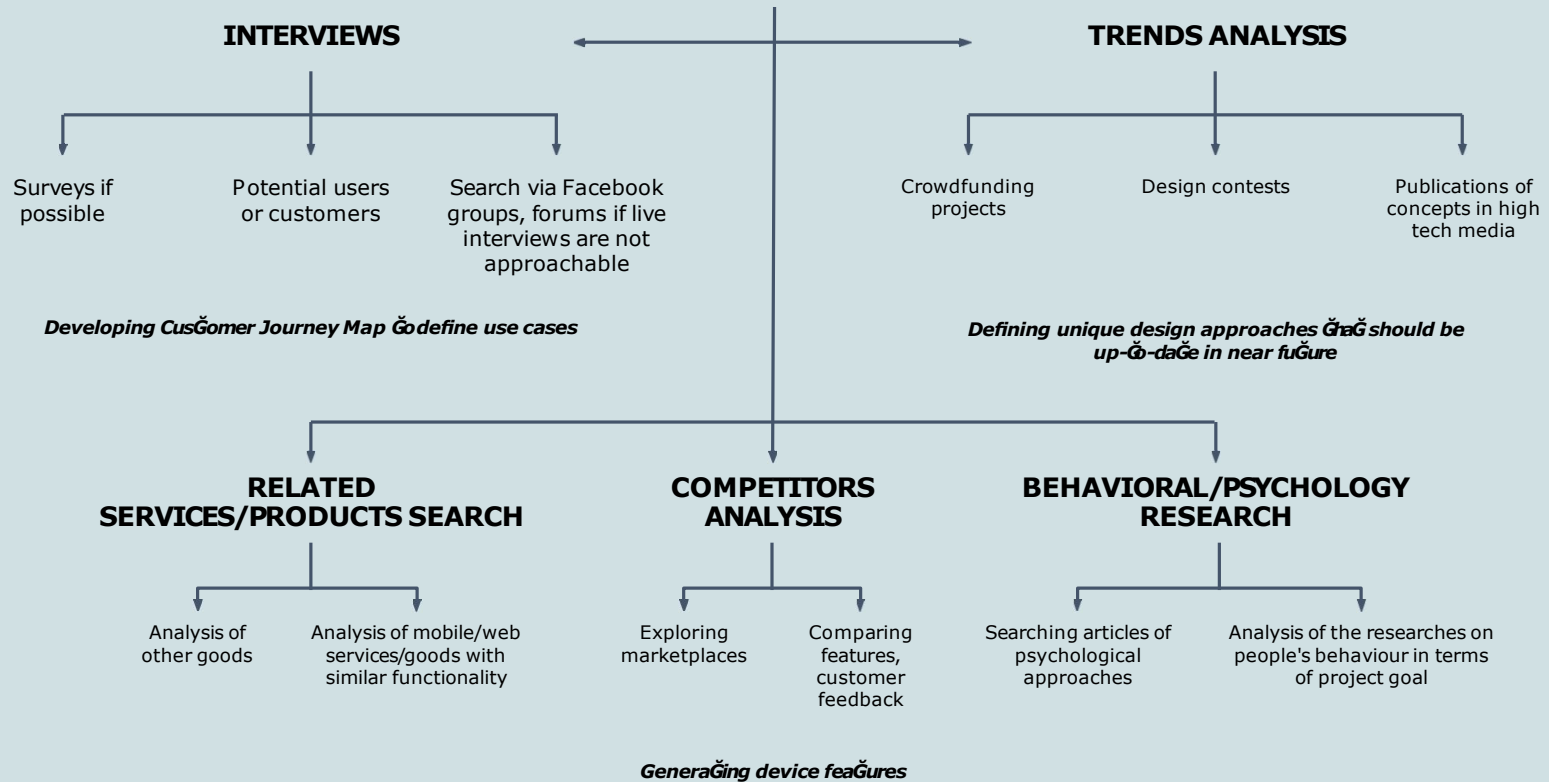 INTERVIEWS
Surveys if
possible
Potential users
or customers
Search via Facebook
groups, forums if live
interviews are not
approachable
Developing CusĞomer Journey Map Ğo define use cases
TRENDS ANALYSIS
Crowdfunding
projects
Design contests
Publications of
concepts in high
tech media
Defining unique design approaches ĞhaĞ should be
up-Ğo-daĞe in near fuĞure
RELATED
SERVICES/PRODUCTS SEARCH
Analysis of
other goods
Analysis of mobile/web
services/goods with
similar functionality
COMPETITORS
ANALYSIS
Exploring
marketplaces
Comparing
features,
customer
feedback
BEHAVIORAL/PSYCHOLOGY
RESEARCH
Searching articles of
psychological
approaches
Analysis of the researches on
people's behaviour in terms
of project goal
GeneraĞing device feaĞures